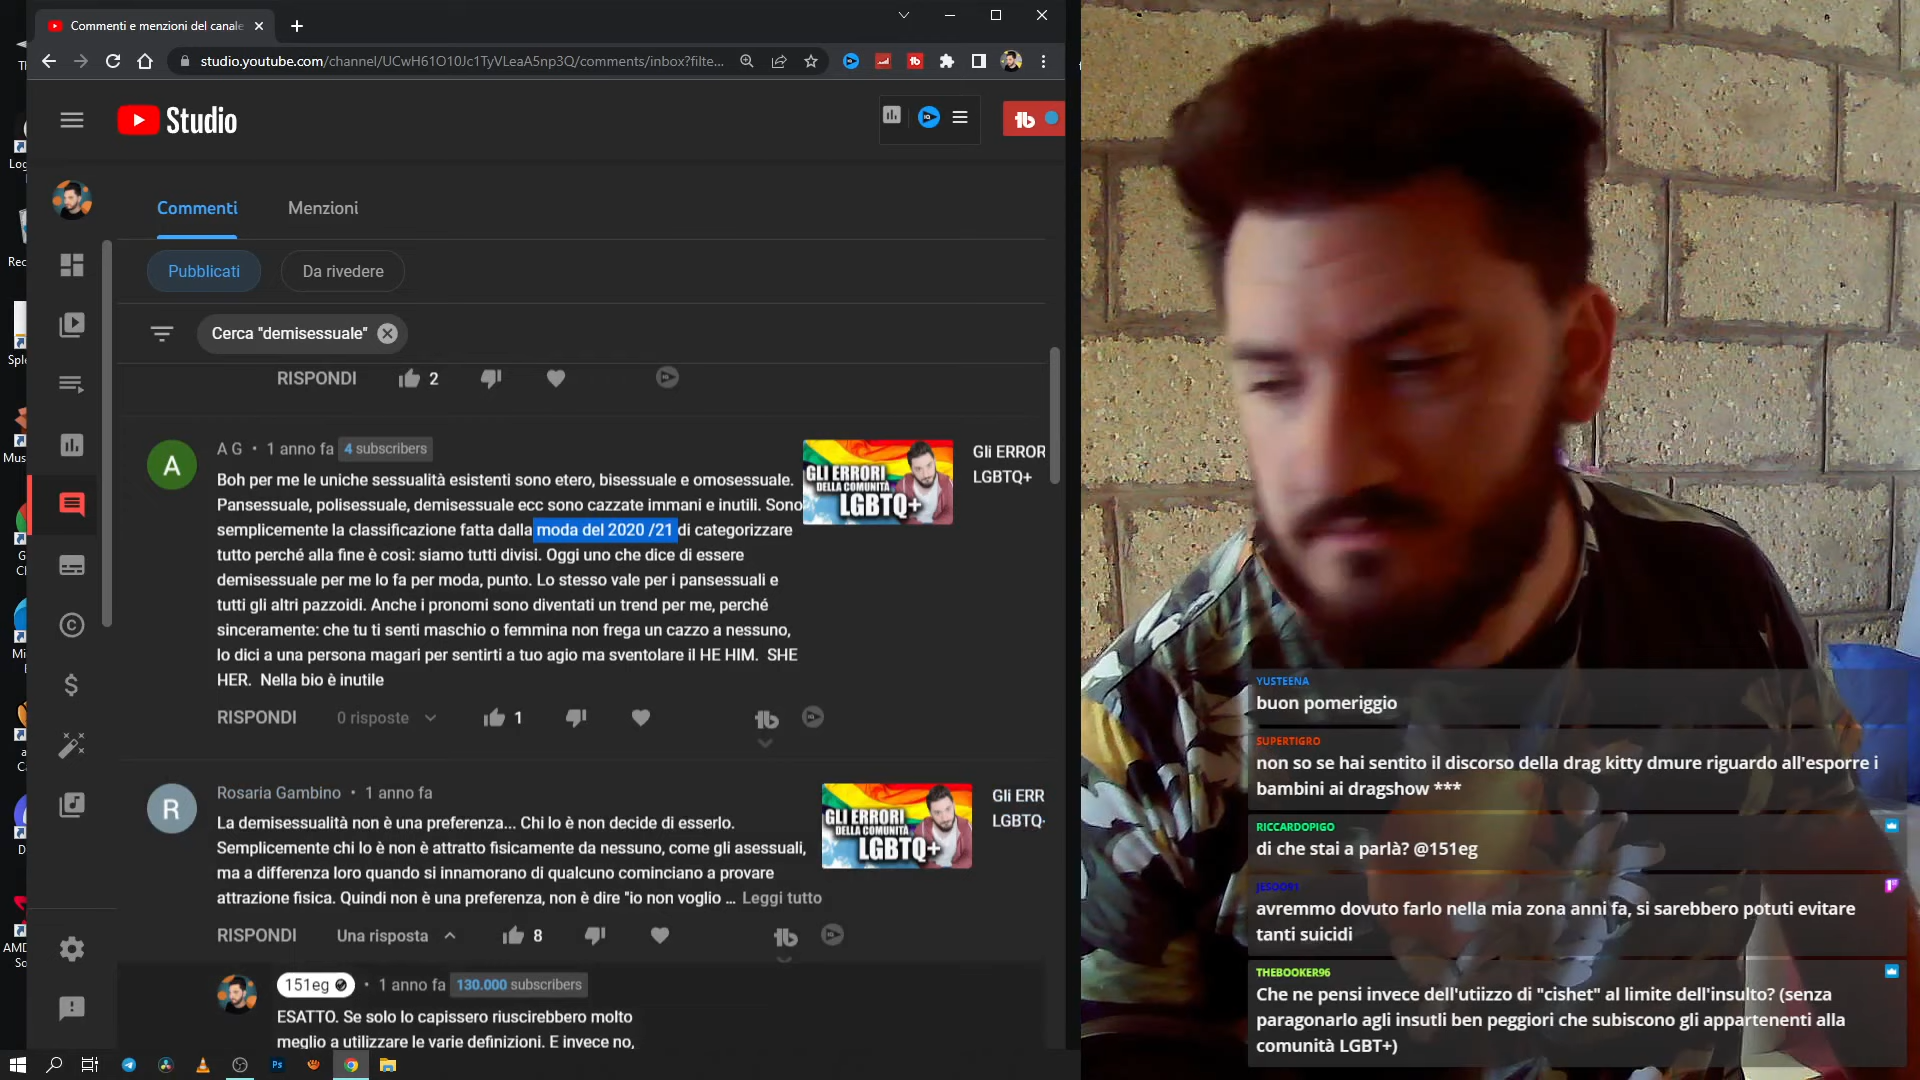 Commenti e menzioni del canale
studio.youtube.com/channel/UCwH61O10Jc1TyVLeaA5np3Q/comments/inbox?filte...
Studio
Commenti
Menzioni
Pubblicati
Da rivedere
Cerca "demisessuale"
RISPONDI
2
A
A G • 1 anno fa 4 subscribers
Boh per me le uniche sessualità esistenti sono etero, bisessuale e omosessuale.
Pansessuale, polisessuale, demisessuale ecc sono cazzate immani e inutili. Sono
semplicemente la classificazione fatta dalla moda del 2020 /21 di categorizzare
tutto perché alla fine è così: siamo tutti divisi. Oggi uno che dice di essere
demisessuale per me lo fa per moda, punto. Lo stesso vale per i pansessuali e
tutti gli altri pazzoidi. Anche i pronomi sono diventati un trend per me, perché
sinceramente: che tu ti senti maschio o femmina non frega un cazzo a nessuno,
lo dici a una persona magari per sentirti a tuo agio ma sventolare il HE HIM. SHE
HER. Nella bio è inutile
GLI ERRORI
DELLA COMUNITÀ
LGBTQ+
Gli ERROR
LGBTQ+
RISPONDI
0 risposte
1
R
Rosaria Gambino • 1 anno fa
La demisessualità non è una preferenza... Chi lo è non decide di esserlo.
Semplicemente chi lo è non è attratto fisicamente da nessuno, come gli asessuali,
ma a differenza loro quando si innamorano di qualcuno cominciano a provare
attrazione fisica. Quindi non è una preferenza, non è dire "io non voglio ... Leggi tutto
GLI ERRORI
DELLA COMUNITÀ
LGBTQ+
Gli ERR
LGBTQ+
RISPONDI
Una risposta
8
151eg • 1 anno fa 130.000 subscribers
ESATTO. Se solo lo capissero riuscirebbero molto
meglio a utilizzare le varie definizioni. E invece no,
YUSTEENA
buon pomeriggio
SUPERTIGRO
non so se hai sentito il discorso della drag kitty dmure riguardo all'esporre i
bambini ai dragshow ***
RICCARDOPIGO
di che stai a parlà? @151eg
JESOO91
avremmo dovuto farlo nella mia zona anni fa, si sarebbero potuti evitare
tanti suicidi
THEBOOKER96
Che ne pensi invece dell'utiizzo di "cishet" al limite dell'insulto? (senza
paragonarlo agli insutli ben peggiori che subiscono gli appartenenti alla
comunità LGBT+)